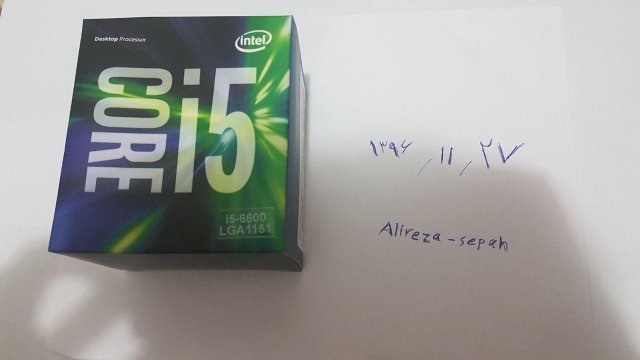 Desktop Processor
intel
CORE i5
i5-6600
LGA1151
۱۳۹۶/۱۱/۲۷
Alireza-sepah